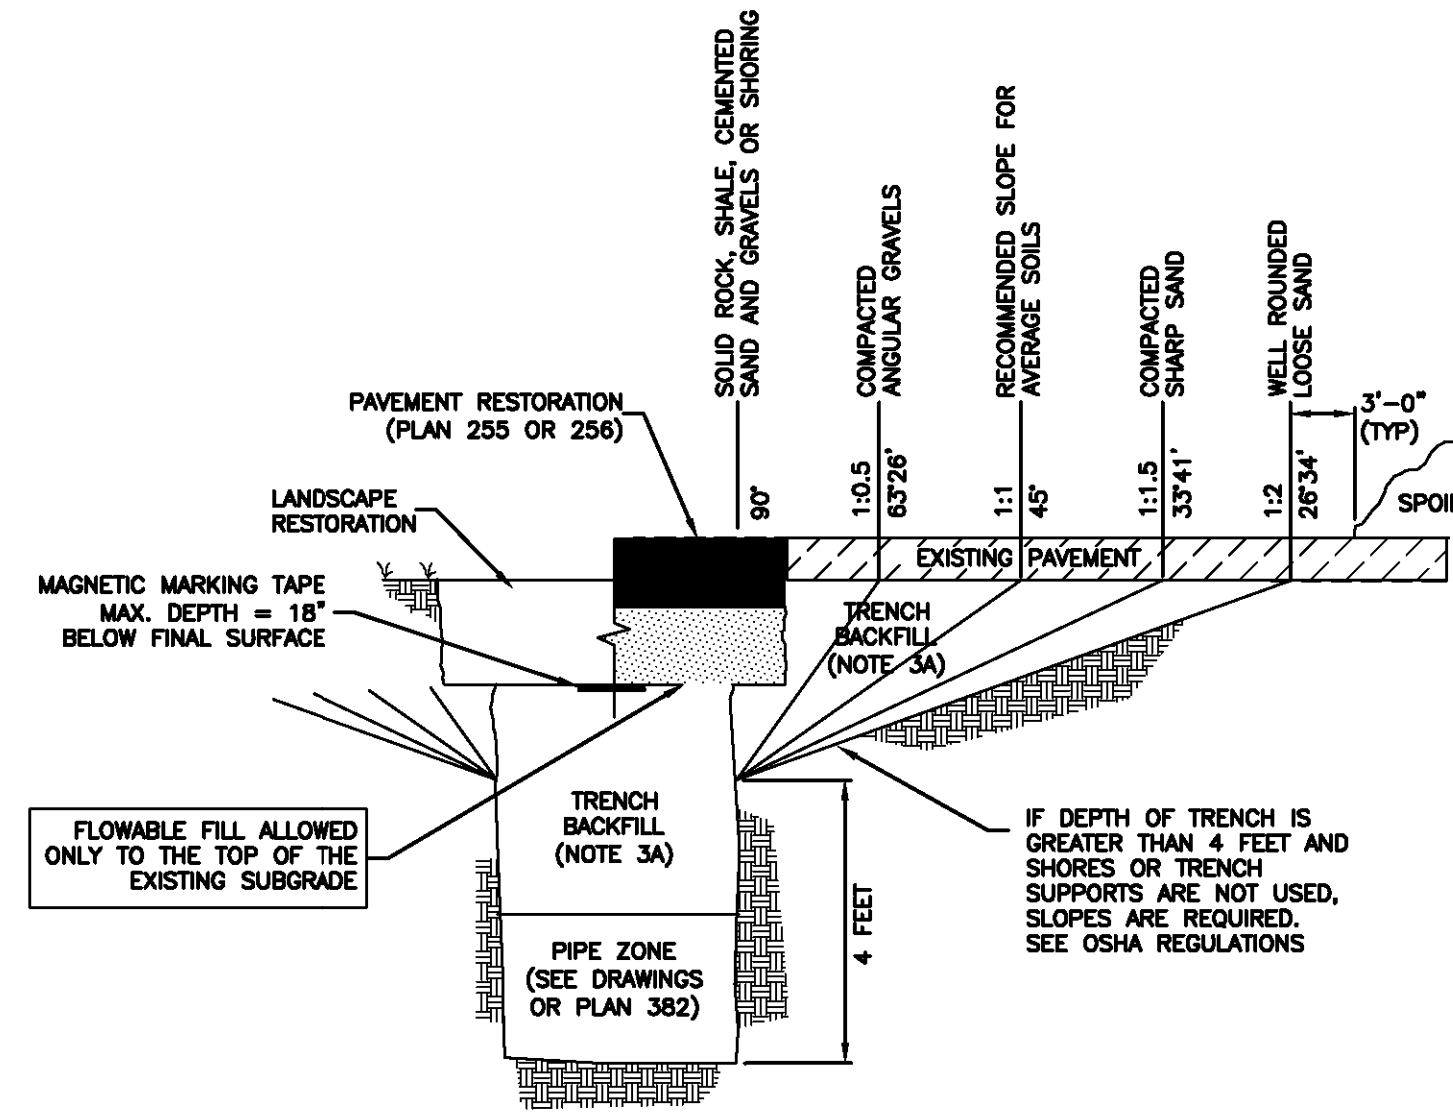 SOLID ROCK, SHALE, CEMENTED
SAND AND GRAVELS OR SHORING
90°
COMPACTED
ANGULAR GRAVELS
1:0.5
63°26'
RECOMMENDED SLOPE FOR
AVERAGE SOILS
1:1
45°
COMPACTED
SHARP SAND
1:1.5
33°41'
WELL ROUNDED
LOOSE SAND
1:2
26°34'
3'-0"
(TYP)
SPOI
PAVEMENT RESTORATION
(PLAN 255 OR 256)
LANDSCAPE
RESTORATION
EXISTING PAVEMENT
MAGNETIC MARKING TAPE
MAX. DEPTH = 18"
BELOW FINAL SURFACE
TRENCH
BACKFILL
(NOTE 3A)
FLOWABLE FILL ALLOWED
ONLY TO THE TOP OF THE
EXISTING SUBGRADE
TRENCH
BACKFILL
(NOTE 3A)
IF DEPTH OF TRENCH IS
GREATER THAN 4 FEET AND
SHORES OR TRENCH
SUPPORTS ARE NOT USED,
SLOPES ARE REQUIRED.
SEE OSHA REGULATIONS
4 FEET
PIPE ZONE
(SEE DRAWINGS
OR PLAN 382)